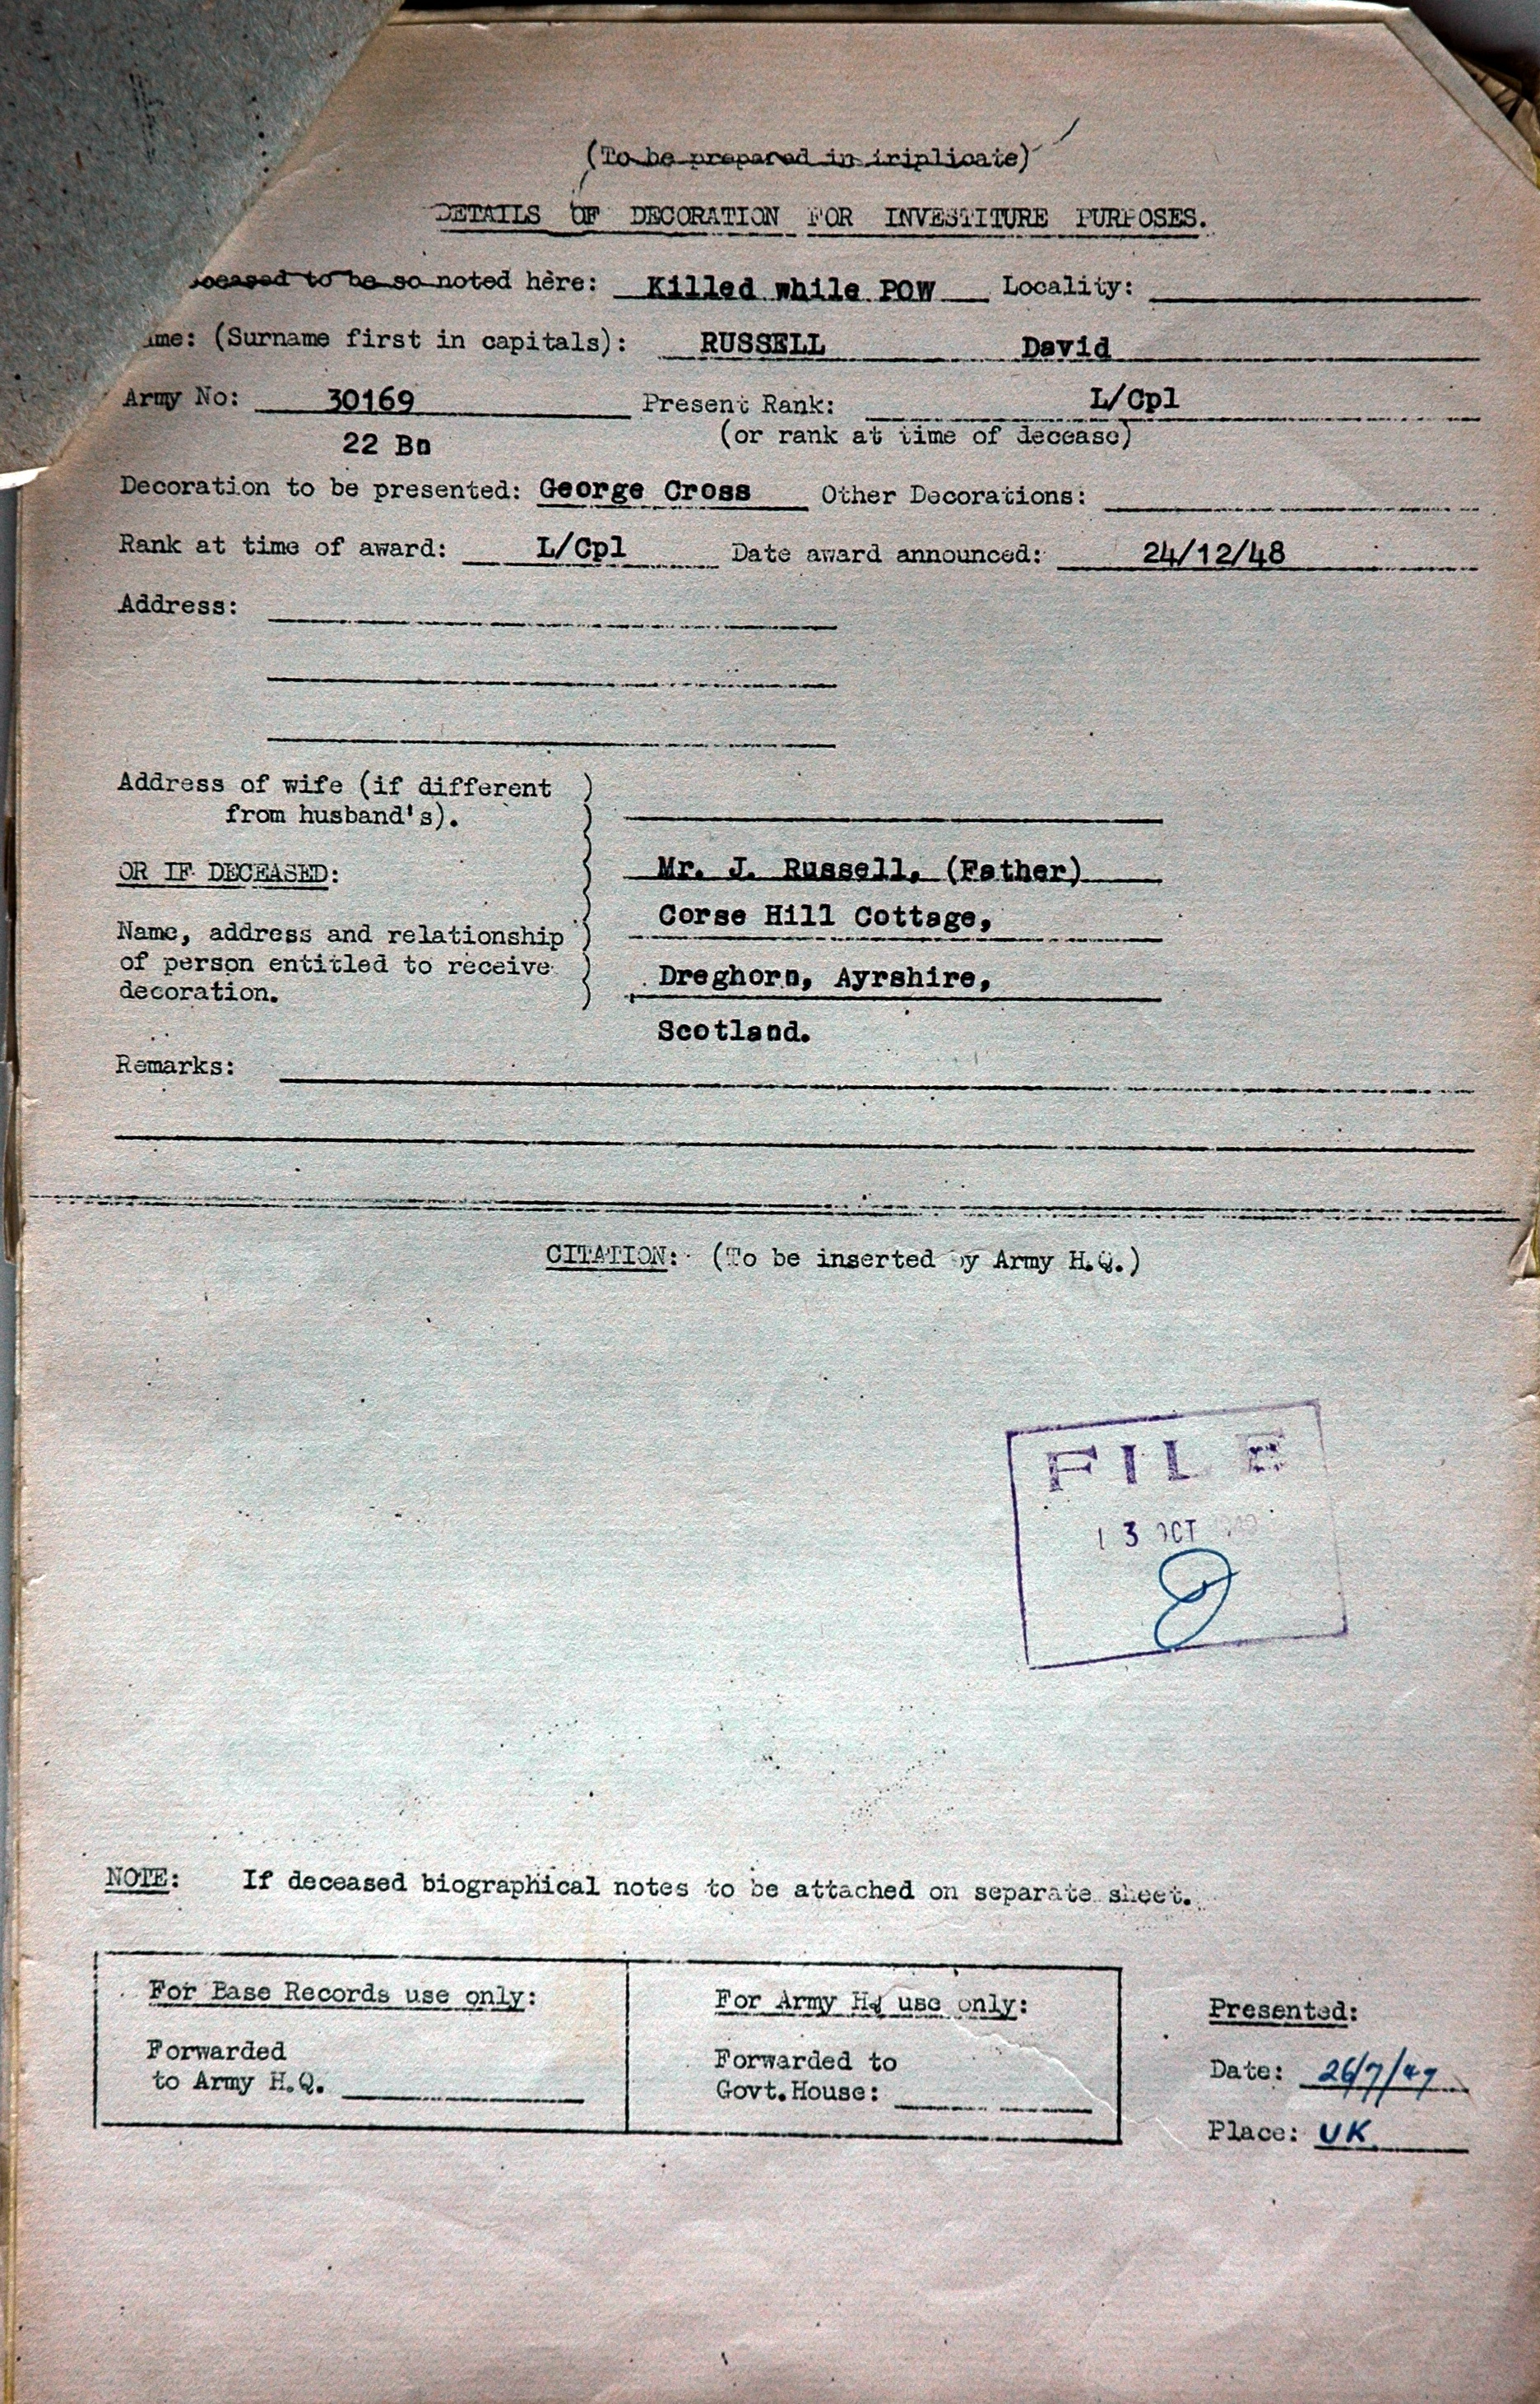 (To be prepared in triplicate)
DETAILS OF DECORATION FOR INVESTITURE PURPOSES.
to be so noted here: Killed while POW Locality:
(Surname first in capitals): RUSSELL David
Army No: 30169 Present Rank: L/Cpl
22 Bn (or rank at time of decease)
Decoration to be presented: George Cross Other Decorations:
Rank at time of award: L/Cpl Date award announced: 24/12/48
Address:
Address of wife (if different
from husband's).
OR IF DECEASED: Mr. J. Russell, (Father)
Corse Hill Cottage,
Name, address and relationship
of person entitled to receive Dreghorn, Ayrshire,
decoration.
Scotland.
Remarks:
CITATION: (To be inserted by Army H.Q.)
FILE
13 OCT
NOTE: If deceased biographical notes to be attached on separate sheet.
For Base Records use only:
Forwarded
to Army H.Q.
For Army HQ use only:
Forwarded to
Govt.House:
Presented:
Date:
Place: UK